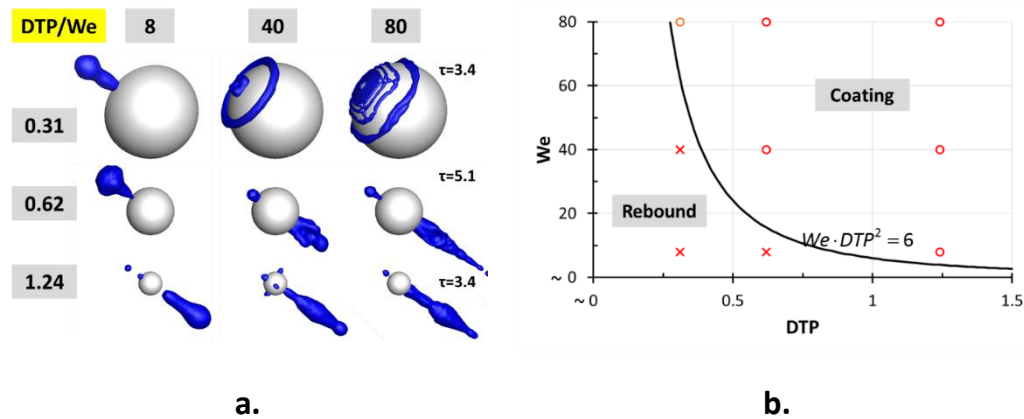 DTP/We 8 40 80
τ=3.4
0.31
τ=5.1
0.62
τ=3.4
1.24
a.
80
60
We
40
20
~ 0
Coating
Rebound
We·DTP² = 6
~ 0 0.5 1 1.5
DTP
b.